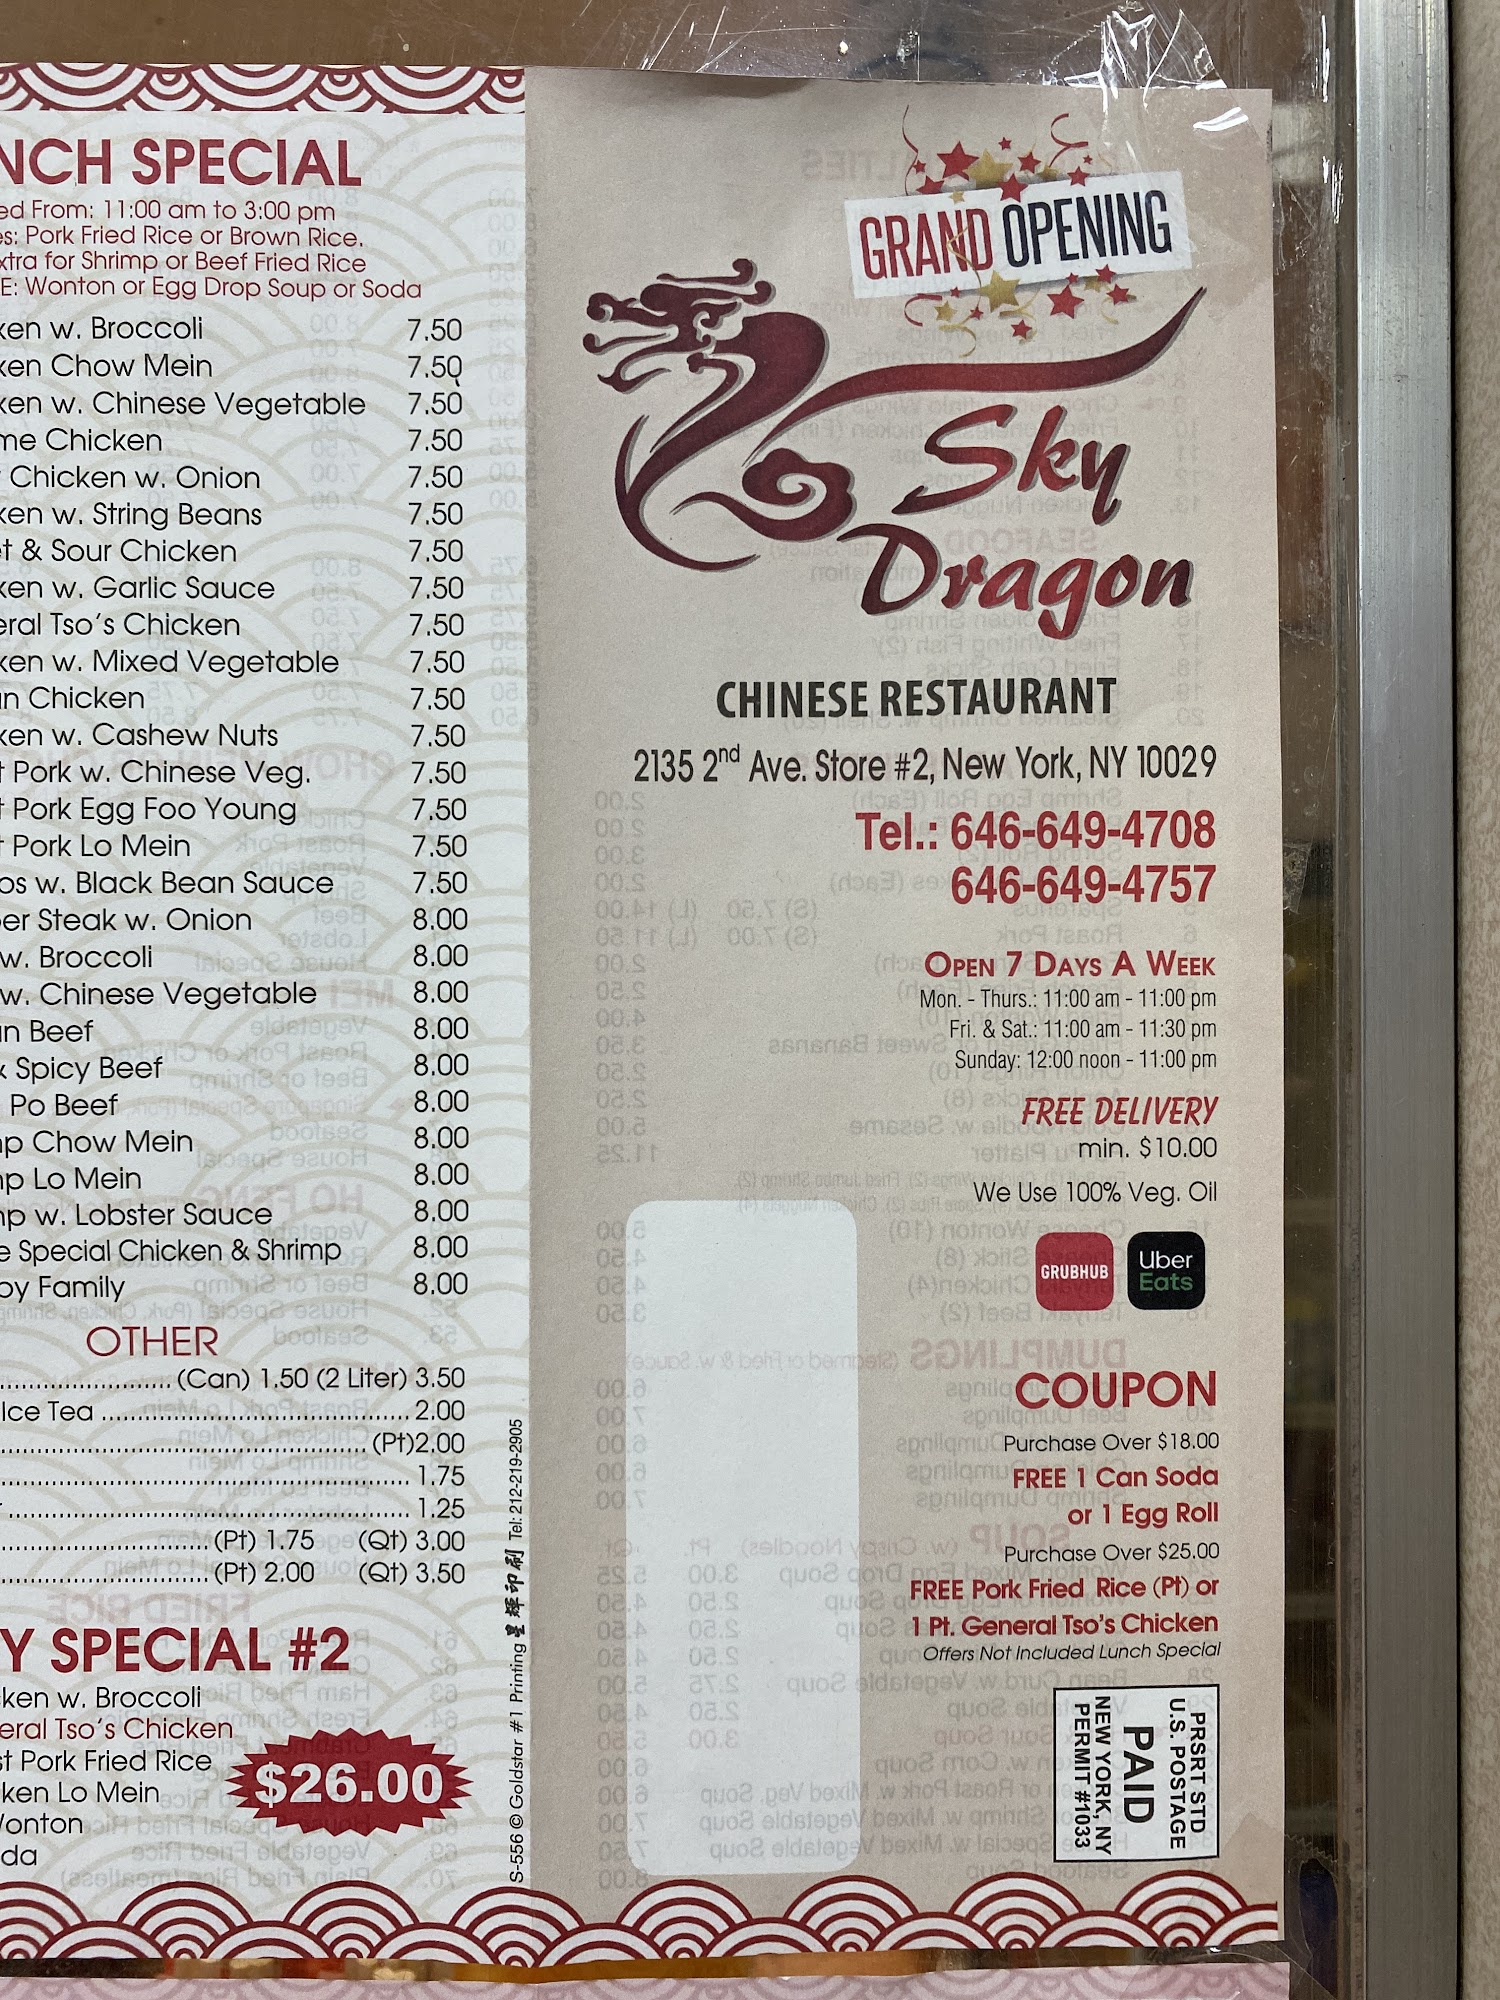 NCH SPECIAL
ed From: 11:00 am to 3:00 pm
es: Pork Fried Rice or Brown Rice.
xtra for Shrimp or Beef Fried Rice
E: Wonton or Egg Drop Soup or Soda
ken w. Broccoli 7.50
ken Chow Mein 7.50
ken w. Chinese Vegetable 7.50
me Chicken 7.50
Chicken w. Onion 7.50
ken w. String Beans 7.50
et & Sour Chicken 7.50
ken w. Garlic Sauce 7.50
eral Tso's Chicken 7.50
ken w. Mixed Vegetable 7.50
an Chicken 7.50
ken w. Cashew Nuts 7.50
t Pork w. Chinese Veg. 7.50
t Pork Egg Foo Young 7.50
t Pork Lo Mein 7.50
os w. Black Bean Sauce 7.50
per Steak w. Onion 8.00
w. Broccoli 8.00
w. Chinese Vegetable 8.00
an Beef 8.00
& Spicy Beef 8.00
Po Beef 8.00
mp Chow Mein 8.00
mp Lo Mein 8.00
mp w. Lobster Sauce 8.00
e Special Chicken & Shrimp 8.00
py Family 8.00
OTHER
(Can) 1.50 (2 Liter) 3.50
Ice Tea 2.00
(Pt)2.00
1.75
1.25
(Pt) 1.75 (Qt) 3.00
(Pt) 2.00 (Qt) 3.50
Y SPECIAL #2
ken w. Broccoli
eral Tso's Chicken
st Pork Fried Rice
ken Lo Mein
Wonton
da
$26.00
S-556 © Goldstar #1 Printing 星輝印刷 Tel: 212-219-2905
GRAND OPENING
Sky
Dragon
CHINESE RESTAURANT
2135 2nd Ave. Store #2, New York, NY 10029
Tel.: 646-649-4708
646-649-4757
OPEN 7 DAYS A WEEK
Mon. - Thurs.: 11:00 am - 11:00 pm
Fri. & Sat.: 11:00 am - 11:30 pm
Sunday: 12:00 noon - 11:00 pm
FREE DELIVERY
min. $10.00
We Use 100% Veg. Oil
GRUBHUB
Uber
Eats
COUPON
Purchase Over $18.00
FREE 1 Can Soda
or 1 Egg Roll
Purchase Over $25.00
FREE Pork Fried Rice (Pt) or
1 Pt. General Tso's Chicken
Offers Not Included Lunch Special
PRSRT STD
U.S. POSTAGE
PAID
NEW YORK, NY
PERMIT #1033